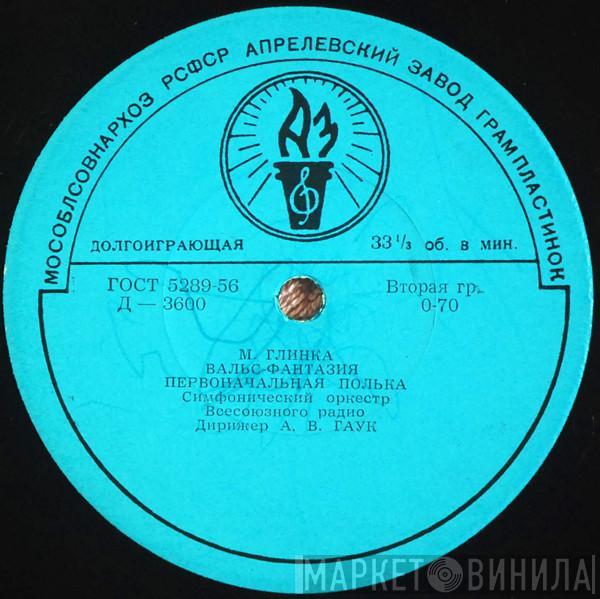 МОСОБЛСОВНАРХОЗ РСФСР АПРЕЛЕВСКИЙ ЗАВОД ГРАМПЛАСТИНОК
АЗ
ДОЛГОИГРАЮЩАЯ 33 1/3 об. в мин.
ГОСТ 5289-56 Вторая гр.
Д — 3600 0-70
М. ГЛИНКА
ВАЛЬС-ФАНТАЗИЯ
ПЕРВОНАЧАЛЬНАЯ ПОЛЬКА
Симфонический оркестр
Всесоюзного радио
Дирижер А. В. ГАУК
МАРКЕТ ВИНИЛА